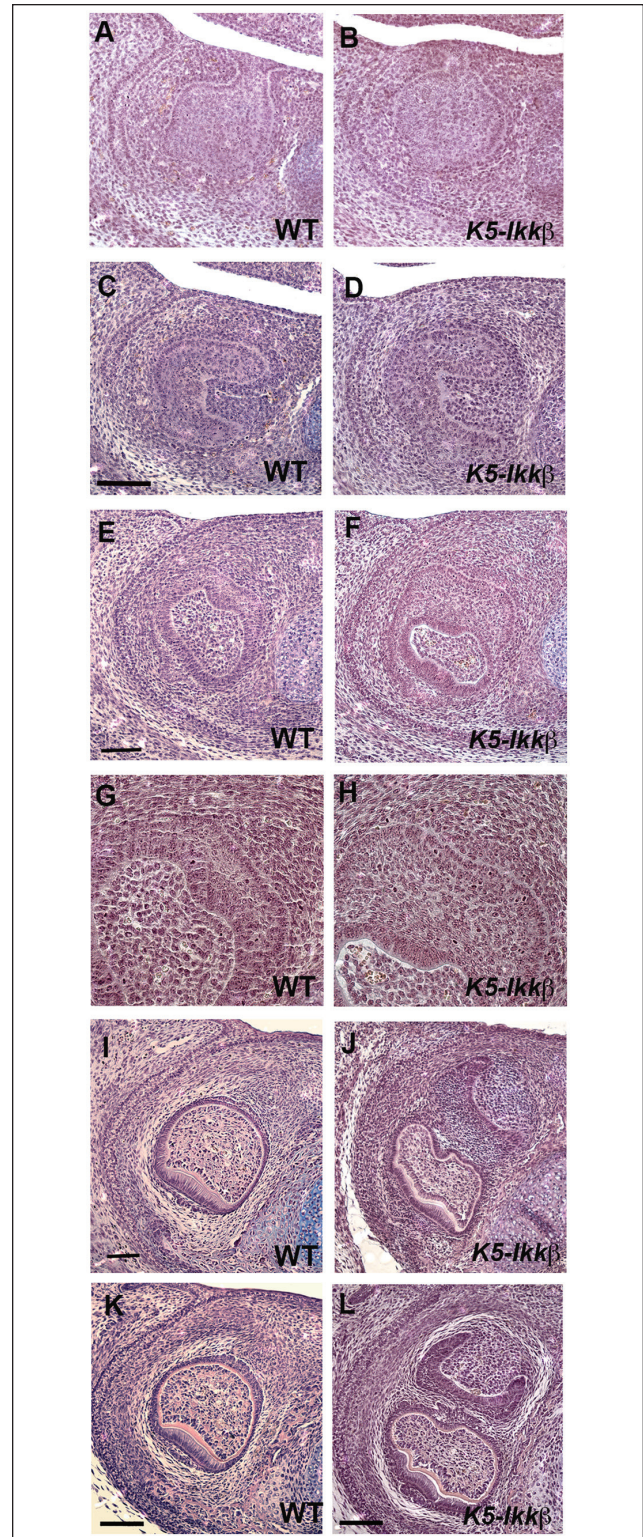 A
WT
B
K5-Ikkβ
C
WT
D
K5-Ikkβ
E
WT
F
K5-Ikkβ
G
WT
H
K5-Ikkβ
I
WT
J
K5-Ikkβ
K
WT
L
K5-Ikkβ